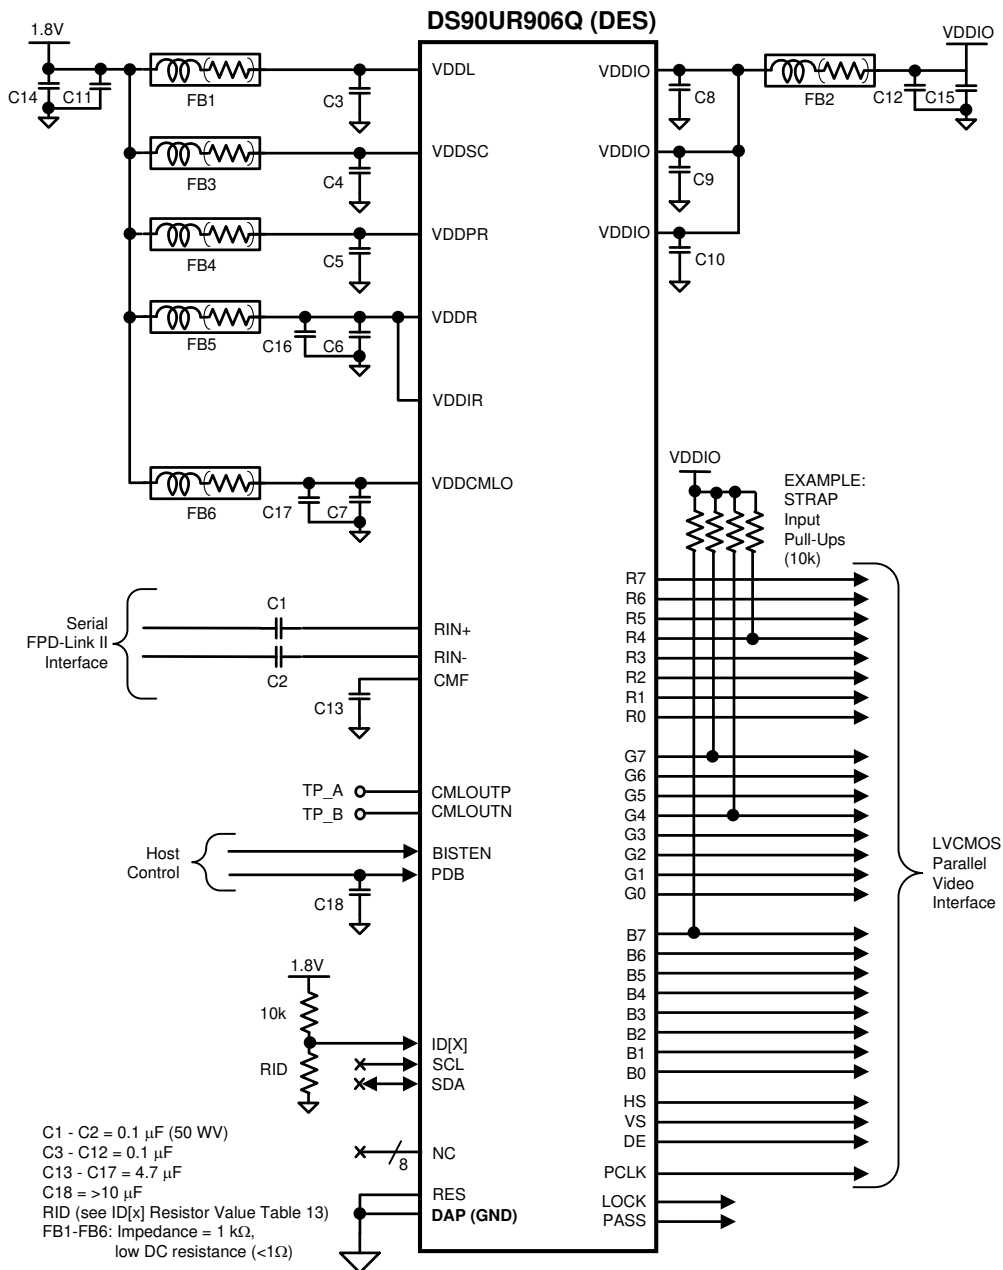 DS90UR906Q (DES)
1.8V
VDDIO
C14
C11
FB1
C3
VDDL
VDDIO
C8
FB2
C12
C15
FB3
C4
VDDSC
VDDIO
C9
FB4
C5
VDDPR
VDDIO
C10
FB5
C16
C6
VDDR
VDDIR
FB6
C17
C7
VDDCMLO
VDDIO
EXAMPLE:
STRAP
Input
Pull-Ups
(10k)
Serial
FPD-Link II
Interface
C1
C2
C13
RIN+
RIN-
CMF
TP_A
TP_B
CMLOUTP
CMLOUTN
Host
Control
BISTEN
PDB
C18
1.8V
10k
RID
ID[X]
SCL
SDA
8
NC
RES
DAP (GND)
R7
R6
R5
R4
R3
R2
R1
R0
G7
G6
G5
G4
G3
G2
G1
G0
B7
B6
B5
B4
B3
B2
B1
B0
HS
VS
DE
PCLK
LOCK
PASS
LVCMOS
Parallel
Video
Interface
C1 - C2 = 0.1 μF (50 WV)
C3 - C12 = 0.1 μF
C13 - C17 = 4.7 μF
C18 = >10 μF
RID (see ID[x] Resistor Value Table 13)
FB1-FB6: Impedance = 1 kΩ,
low DC resistance (<1Ω)